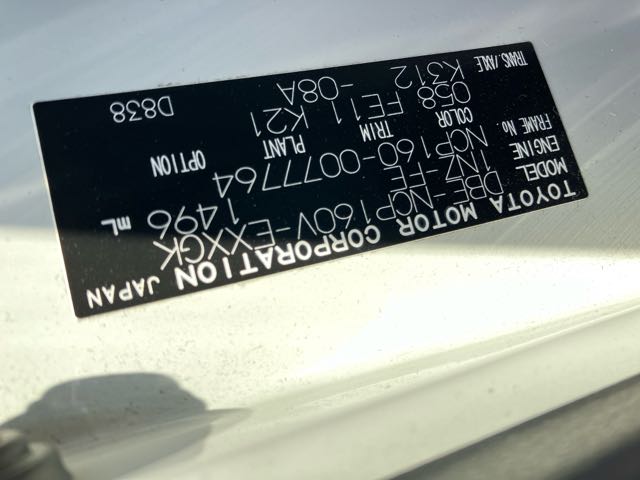 TOYOTA MOTOR CORPORATION JAPAN
MODEL DBE-NCP160V-EXXGK
ENGINE 1NZ-FE 1496 mL
FRAME No. NCP160-0077764
COLOR TRIM PLANT OPTION
058 FE11 K21
TRANS./AXLE K312 -08A D838